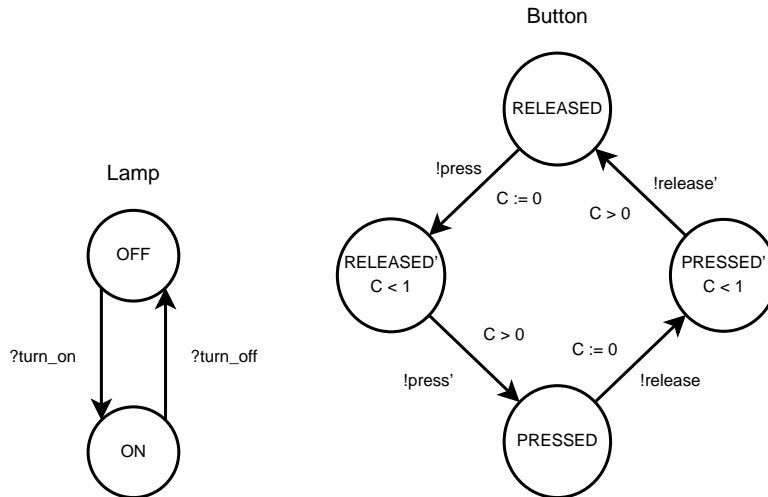 Button
RELEASED
!press
C := 0
!release’
C > 0
Lamp
OFF
?turn_on
?turn_off
ON
RELEASED’
C < 1
PRESSED’
C < 1
C > 0
!press’
C := 0
!release
PRESSED